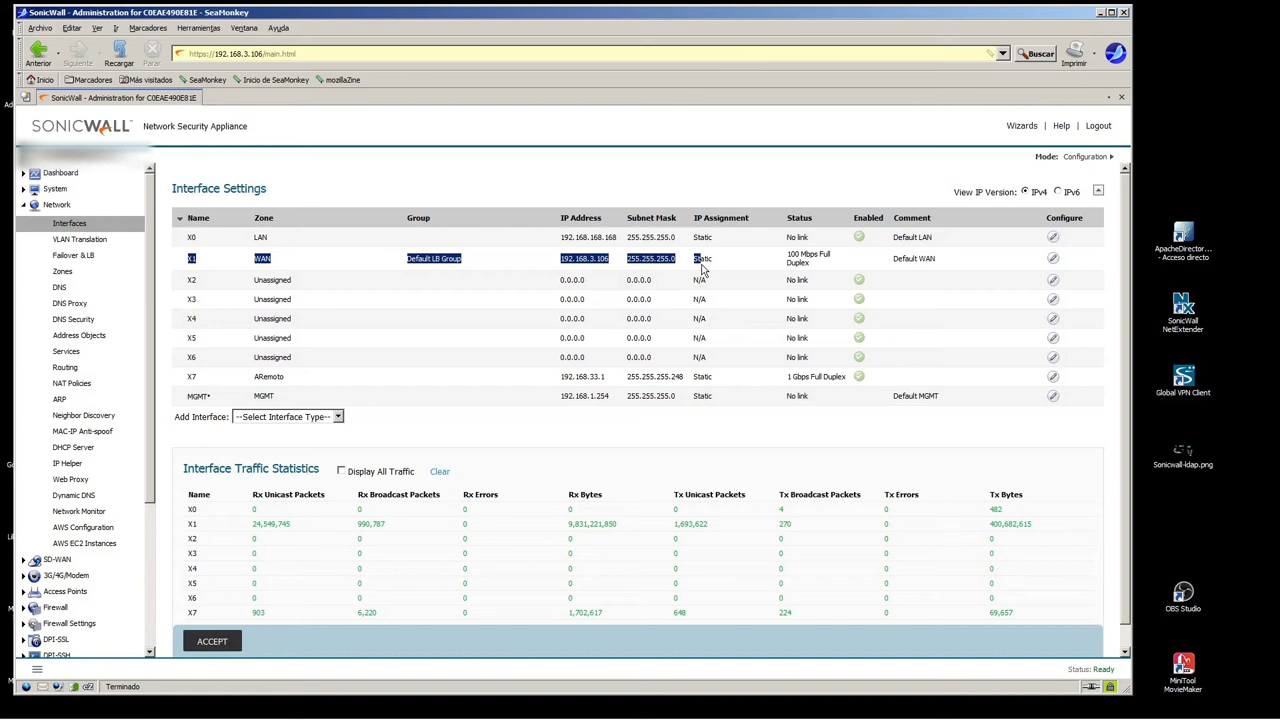 SonicWall - Administration for C0EAE490E81E - SeaMonkey
Archivo Editar Ver Ir Marcadores Herramientas Ventana Ayuda
Anterior Siguiente Recargar Parar https://192.168.3.106/main.html Buscar Imprimir
Inicio Marcadores Más visitados SeaMonkey Inicio de SeaMonkey mozillaZine
SonicWall - Administration for C0EAE490E81E
SONICWALL Network Security Appliance Wizards | Help | Logout
Mode: Configuration
Dashboard
System
Network
Interfaces
VLAN Translation
Failover & LB
Zones
DNS
DNS Proxy
DNS Security
Address Objects
Services
Routing
NAT Policies
ARP
Neighbor Discovery
MAC-IP Anti-spoof
DHCP Server
IP Helper
Web Proxy
Dynamic DNS
Network Monitor
AWS Configuration
AWS EC2 Instances
SD-WAN
3G/4G/Modem
Access Points
Firewall
Firewall Settings
DPI-SSL
DPI-SSH
Interface Settings View IP Version: IPv4 IPv6
Name Zone Group IP Address Subnet Mask IP Assignment Status Enabled Comment Configure
X0 LAN 192.168.168.168 255.255.255.0 Static No link Default LAN
X1 WAN Default LB Group 192.168.3.106 255.255.255.0 Static 100 Mbps Full Duplex Default WAN
X2 Unassigned 0.0.0.0 0.0.0.0 N/A No link
X3 Unassigned 0.0.0.0 0.0.0.0 N/A No link
X4 Unassigned 0.0.0.0 0.0.0.0 N/A No link
X5 Unassigned 0.0.0.0 0.0.0.0 N/A No link
X6 Unassigned 0.0.0.0 0.0.0.0 N/A No link
X7 ARemoto 192.168.33.1 255.255.255.248 Static 1 Gbps Full Duplex
MGMT* MGMT 192.168.1.254 255.255.255.0 Static No link Default MGMT
Add Interface: --Select Interface Type--
Interface Traffic Statistics Display All Traffic Clear
Name Rx Unicast Packets Rx Broadcast Packets Rx Errors Rx Bytes Tx Unicast Packets Tx Broadcast Packets Tx Errors Tx Bytes
X0 0 0 0 0 0 4 0 482
X1 24,549,745 990,787 0 9,831,221,850 1,693,622 270 0 400,682,615
X2 0 0 0 0 0 0 0 0
X3 0 0 0 0 0 0 0 0
X4 0 0 0 0 0 0 0 0
X5 0 0 0 0 0 0 0 0
X6 0 0 0 0 0 0 0 0
X7 903 6,220 0 1,702,617 648 224 0 69,657
ACCEPT
Status: Ready
Terminado
ApacheDirector...
- Acceso directo
SonicWall
NetExtender
Global VPN Client
Sonicwall-ldap.png
OBS Studio
MiniTool
MovieMaker